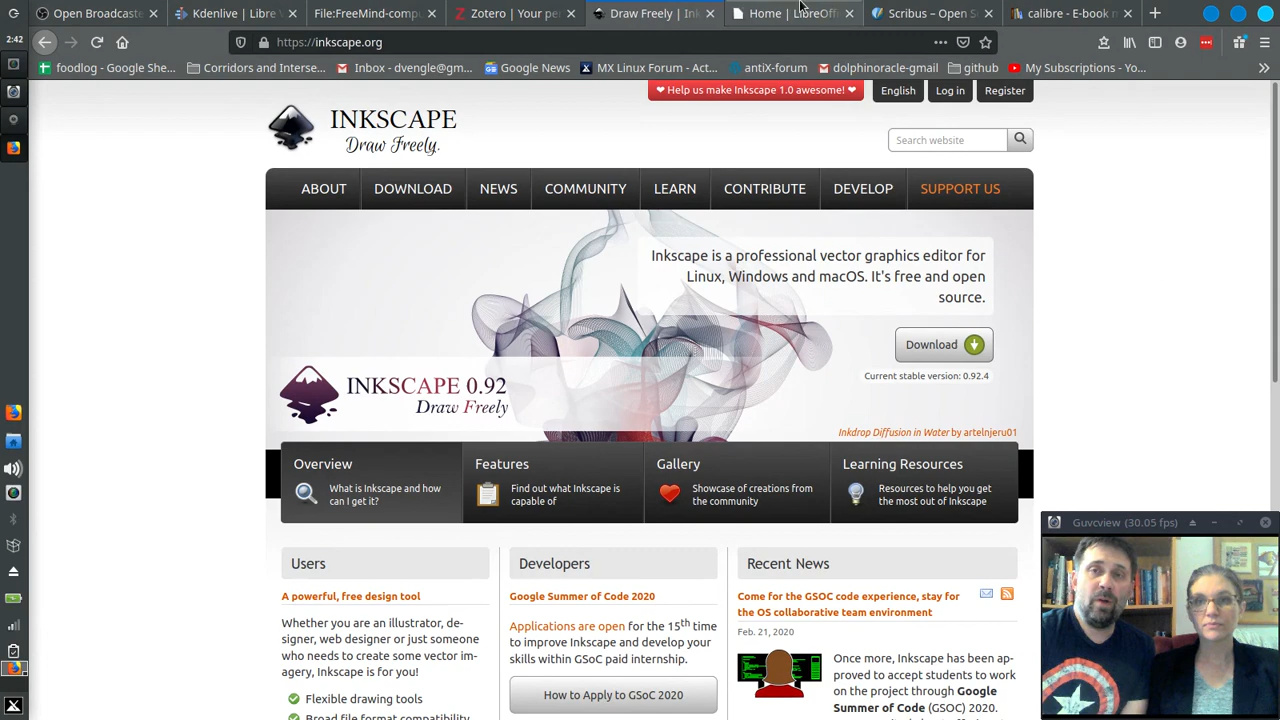 Open Broadcaste
Kdenlive | Libre V
File:FreeMind-compu
Zotero | Your pe
Draw Freely | Ink
Home | LibreOffi
Scribus – Open S
calibre - E-book m
2:42
https://inkscape.org
foodlog - Google She...
Corridors and Interse...
Inbox - dvengle@gm...
Google News
MX Linux Forum - Act...
antiX-forum
dolphinoracle-gmail
github
My Subscriptions - Yo...
❤ Help us make Inkscape 1.0 awesome! ❤
English
Log in
Register
INKSCAPE
Draw Freely.
Search website
ABOUT
DOWNLOAD
NEWS
COMMUNITY
LEARN
CONTRIBUTE
DEVELOP
SUPPORT US
Inkscape is a professional vector graphics editor for
Linux, Windows and macOS. It's free and open
source.
Download
Current stable version: 0.92.4
INKSCAPE 0.92
Draw Freely
Inkdrop Diffusion in Water by artelnjeru01
Overview
What is Inkscape and how
can I get it?
Features
Find out what Inkscape is
capable of
Gallery
Showcase of creations from
the community
Learning Resources
Resources to help you get
the most out of Inkscape
Guvcview (30.05 fps)
Users
A powerful, free design tool
Whether you are an illustrator, de-
signer, web designer or just someone
who needs to create some vector im-
agery, Inkscape is for you!
Flexible drawing tools
Broad file format compatibility
Developers
Google Summer of Code 2020
Applications are open for the 15th time
to improve Inkscape and develop your
skills within GSoC paid internship.
How to Apply to GSoC 2020
Recent News
Come for the GSOC code experience, stay for
the OS collaborative team environment
Feb. 21, 2020
Once more, Inkscape has been ap-
proved to accept students to work
on the project through Google
Summer of Code (GSOC). 2020